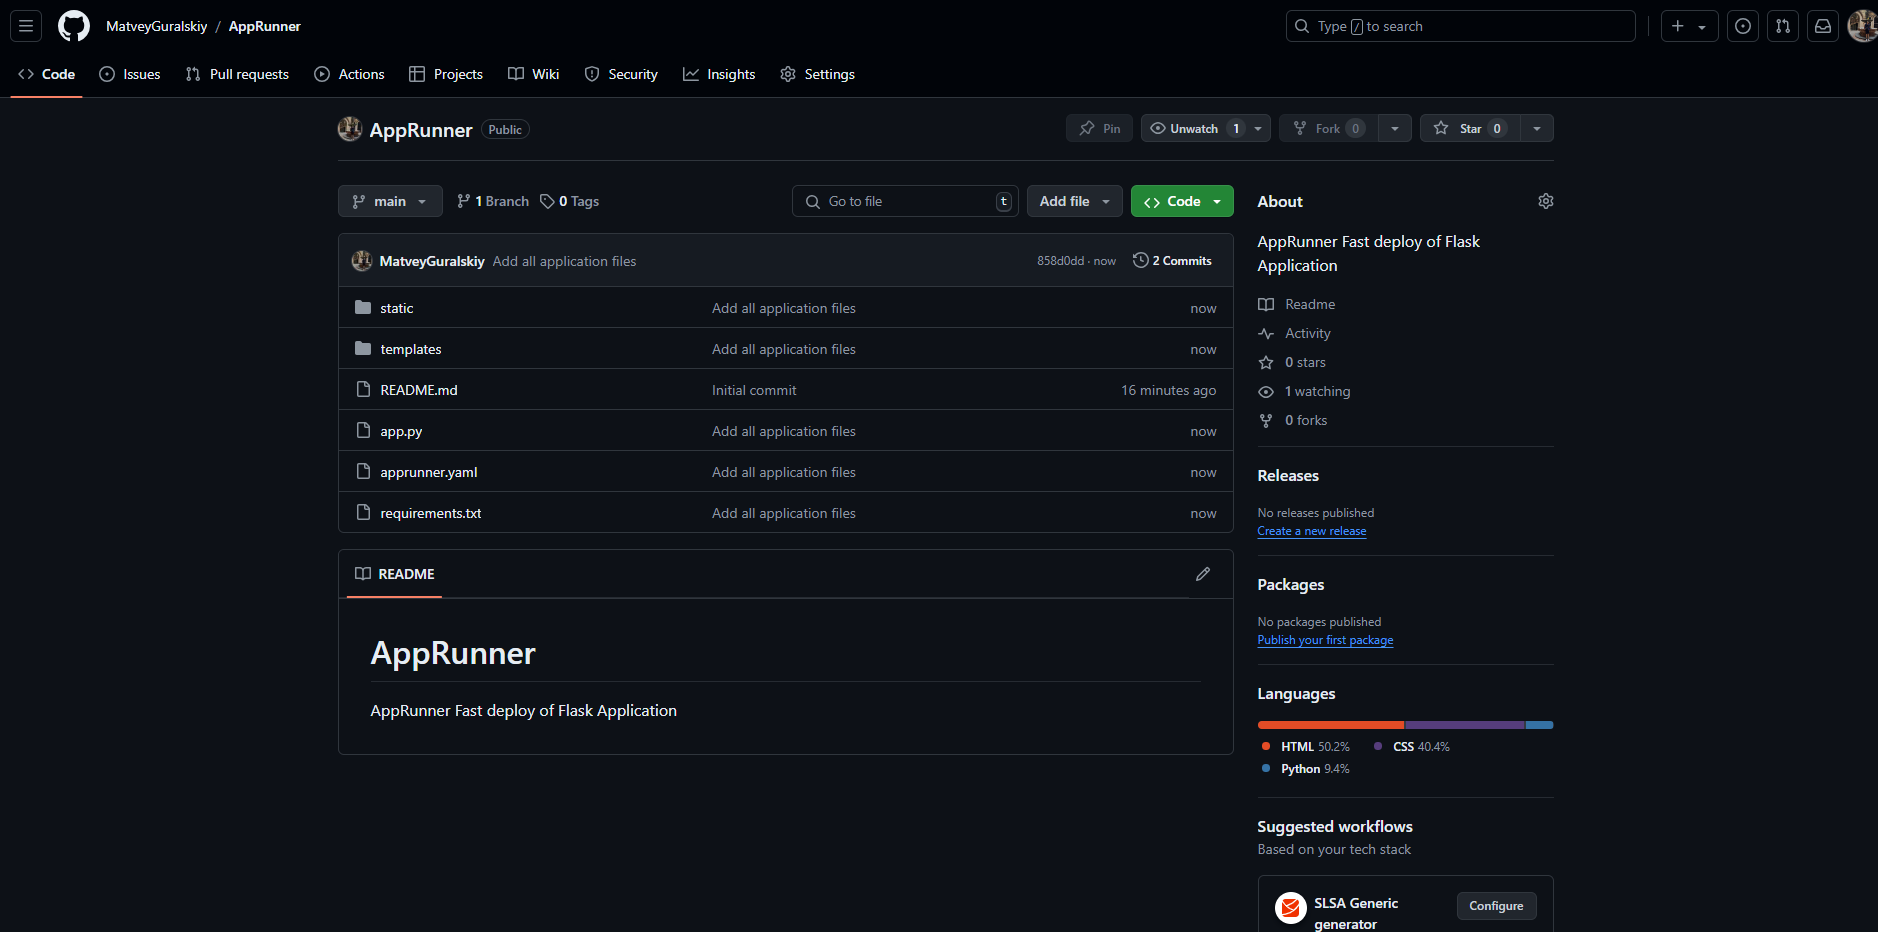 MatveyGuralskiy / AppRunner
Type / to search
Code Issues Pull requests Actions Projects Wiki Security Insights Settings
AppRunner Public
Pin Unwatch 1 Fork 0 Star 0
main 1 Branch 0 Tags Go to file t Add file Code
MatveyGuralskiy Add all application files 858d0dd · now 2 Commits
static Add all application files now
templates Add all application files now
README.md Initial commit 16 minutes ago
app.py Add all application files now
apprunner.yaml Add all application files now
requirements.txt Add all application files now
README
AppRunner
AppRunner Fast deploy of Flask Application
About
AppRunner Fast deploy of Flask
Application
Readme
Activity
0 stars
1 watching
0 forks
Releases
No releases published
Create a new release
Packages
No packages published
Publish your first package
Languages
HTML 50.2% CSS 40.4%
Python 9.4%
Suggested workflows
Based on your tech stack
SLSA Generic
generator
Configure